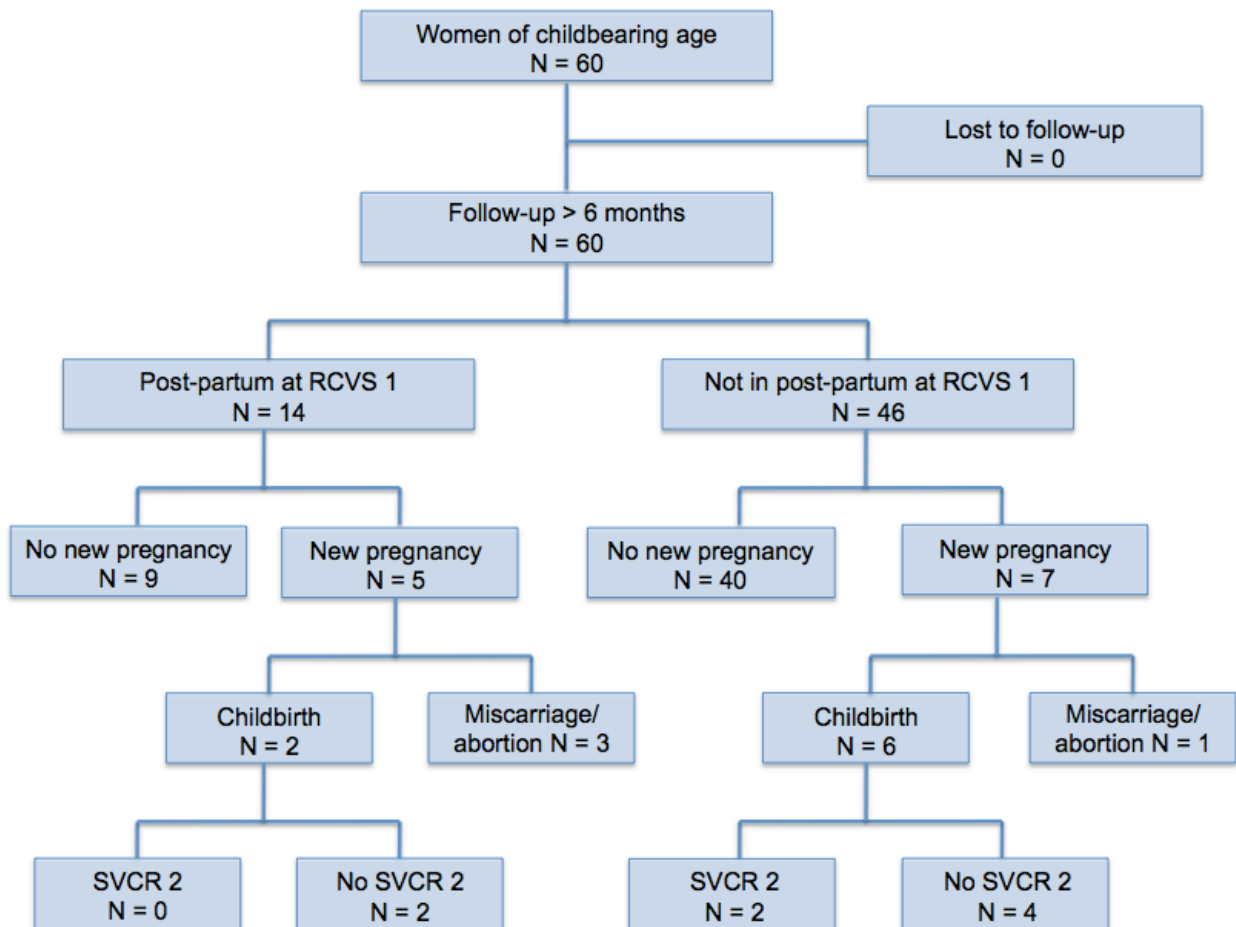 Women of childbearing age
N = 60
Lost to follow-up
N = 0
Follow-up > 6 months
N = 60
Post-partum at RCVS 1
N = 14
Not in post-partum at RCVS 1
N = 46
No new pregnancy
N = 9
New pregnancy
N = 5
No new pregnancy
N = 40
New pregnancy
N = 7
Childbirth
N = 2
Miscarriage/
abortion N = 3
Childbirth
N = 6
Miscarriage/
abortion N = 1
SVCR 2
N = 0
No SVCR 2
N = 2
SVCR 2
N = 2
No SVCR 2
N = 4